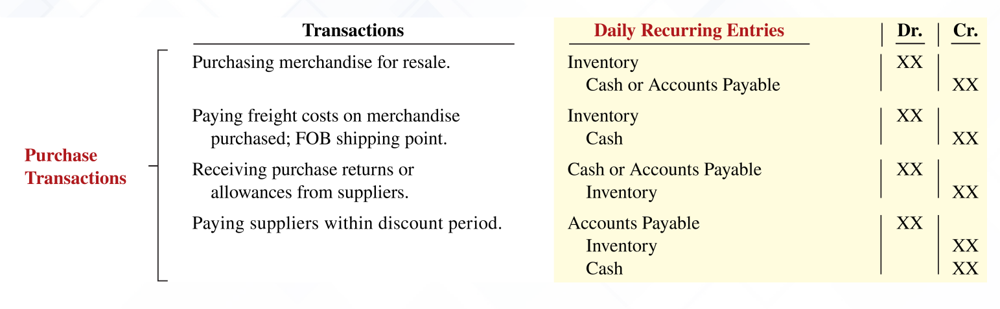 Transactions Daily Recurring Entries Dr. Cr.
Purchasing merchandise for resale. Inventory XX
Cash or Accounts Payable XX
Paying freight costs on merchandise Inventory XX
purchased; FOB shipping point. Cash XX
Purchase
Transactions
Receiving purchase returns or Cash or Accounts Payable XX
allowances from suppliers. Inventory XX
Paying suppliers within discount period. Accounts Payable XX
Inventory XX
Cash XX